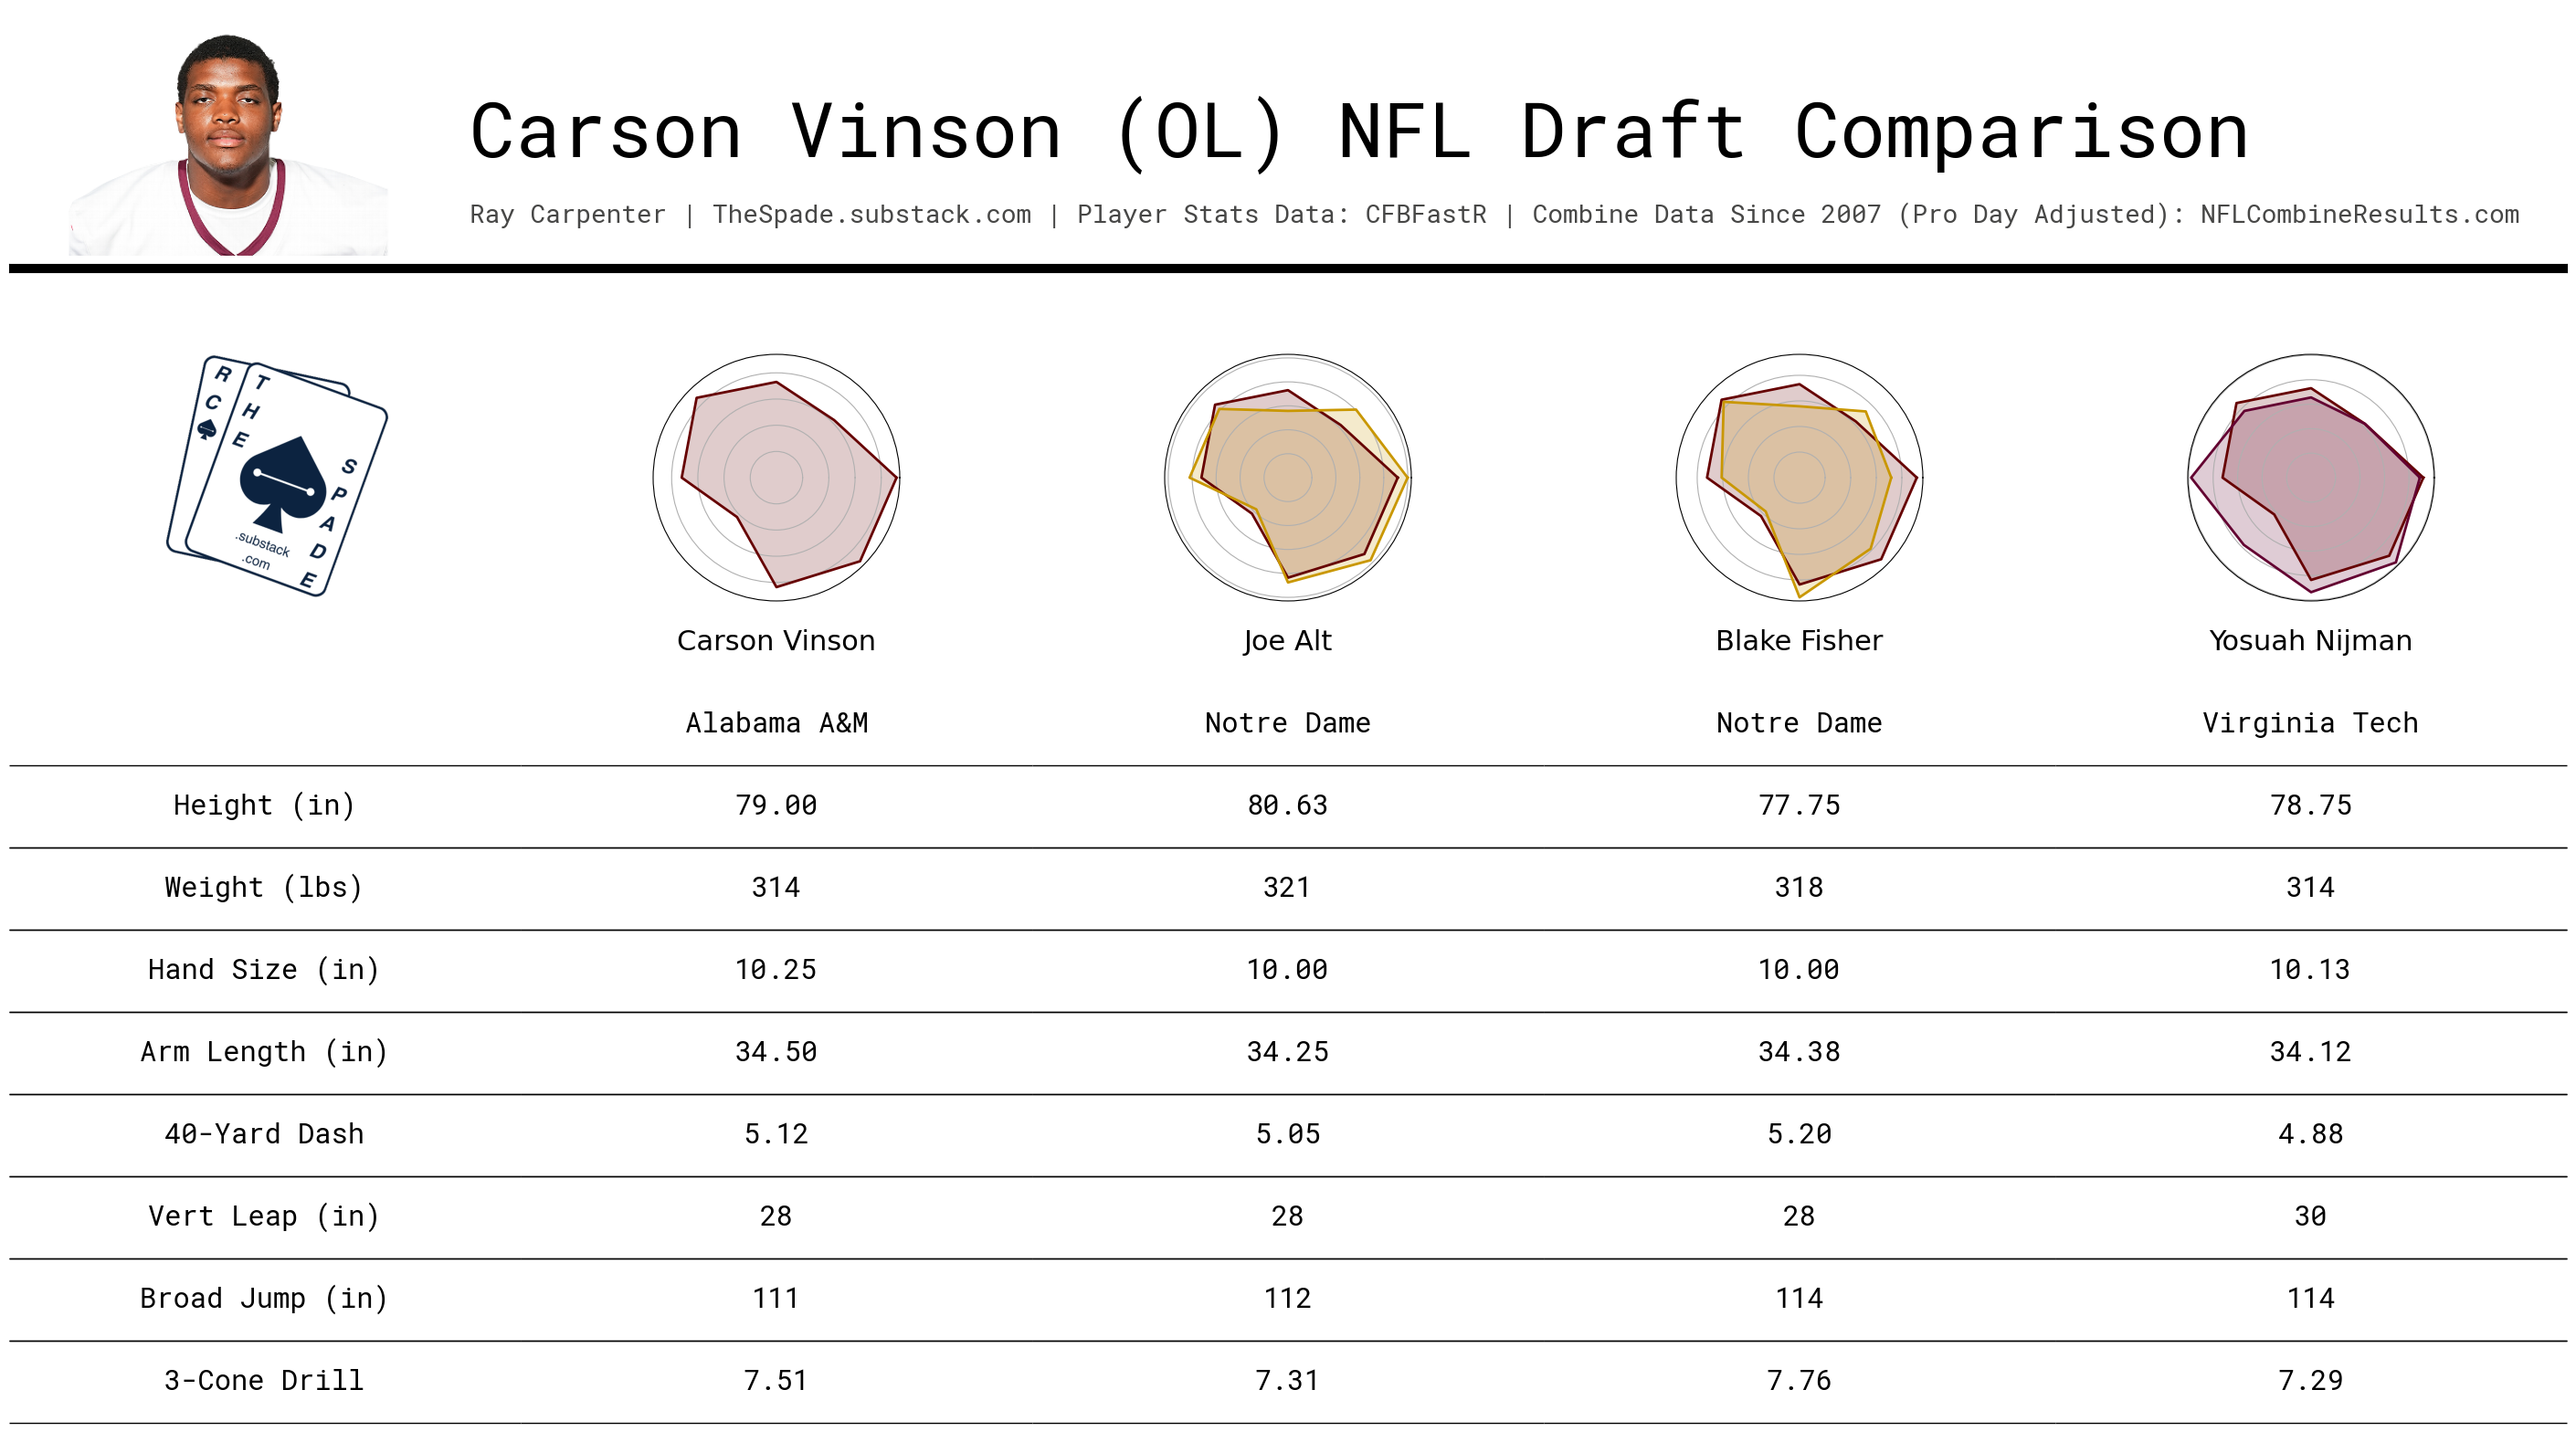 Carson Vinson (OL) NFL Draft Comparison
Ray Carpenter | TheSpade.substack.com | Player Stats Data: CFBFastR | Combine Data Since 2007 (Pro Day Adjusted): NFLCombineResults.com
RC
THE
SPADE
.substack
.com
Carson Vinson Joe Alt Blake Fisher Yosuah Nijman
Alabama A&M Notre Dame Notre Dame Virginia Tech
Height (in) 79.00 80.63 77.75 78.75
Weight (lbs) 314 321 318 314
Hand Size (in) 10.25 10.00 10.00 10.13
Arm Length (in) 34.50 34.25 34.38 34.12
40-Yard Dash 5.12 5.05 5.20 4.88
Vert Leap (in) 28 28 28 30
Broad Jump (in) 111 112 114 114
3-Cone Drill 7.51 7.31 7.76 7.29